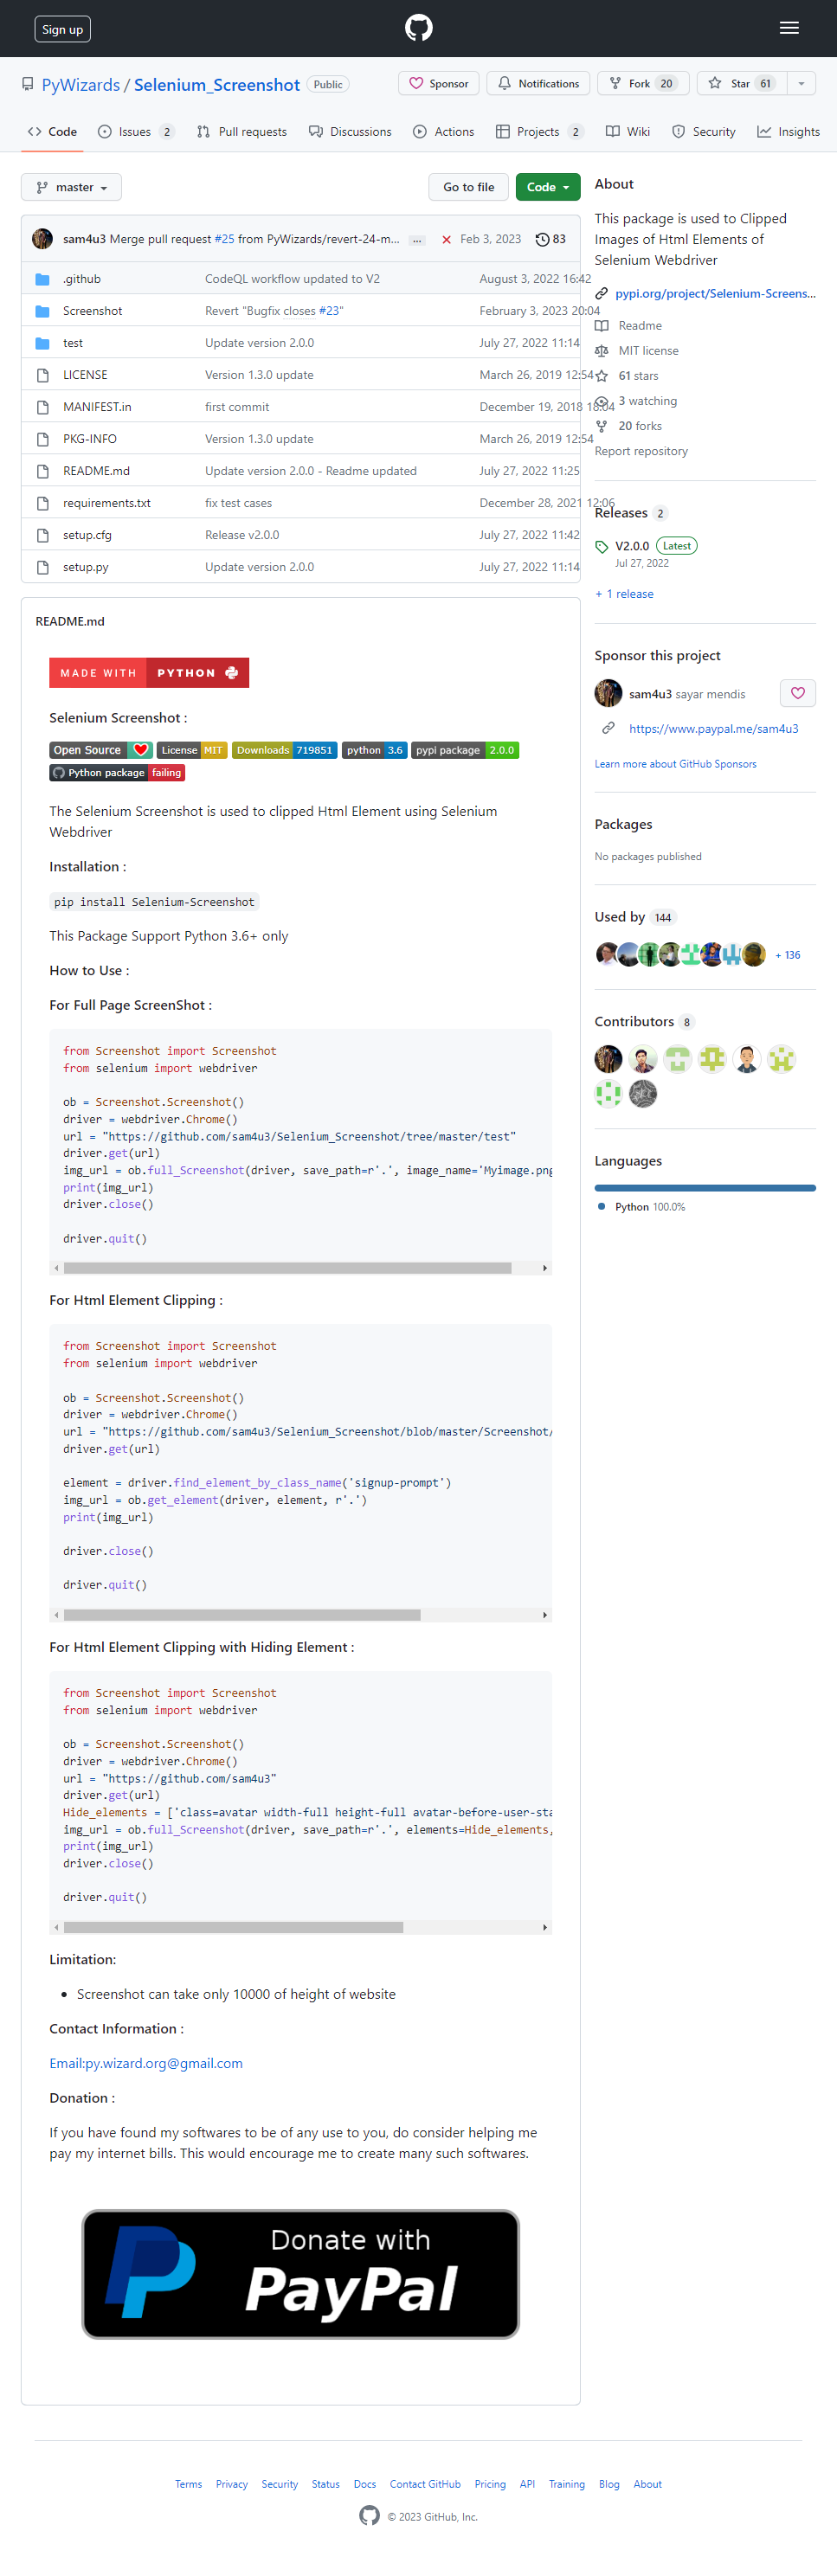 Sign up
PyWizards / Selenium_Screenshot Public
Sponsor Notifications Fork 20 Star 61
Code Issues 2 Pull requests Discussions Actions Projects 2 Wiki Security Insights
master Go to file Code
sam4u3 Merge pull request #25 from PyWizards/revert-24-m... ... Feb 3, 2023 83
.github CodeQL workflow updated to V2 August 3, 2022 16:42
Screenshot Revert "Bugfix closes #23" February 3, 2023 20:04
test Update version 2.0.0 July 27, 2022 11:14
LICENSE Version 1.3.0 update March 26, 2019 12:54
MANIFEST.in first commit December 19, 2018 18:04
PKG-INFO Version 1.3.0 update March 26, 2019 12:54
README.md Update version 2.0.0 - Readme updated July 27, 2022 11:25
requirements.txt fix test cases December 28, 2021 12:06
setup.cfg Release v2.0.0 July 27, 2022 11:42
setup.py Update version 2.0.0 July 27, 2022 11:14
README.md
MADE WITH PYTHON
Selenium Screenshot :
Open Source License MIT Downloads 719851 python 3.6 pypi package 2.0.0
Python package failing
The Selenium Screenshot is used to clipped Html Element using Selenium
Webdriver
Installation :
pip install Selenium-Screenshot
This Package Support Python 3.6+ only
How to Use :
For Full Page ScreenShot :
from Screenshot import Screenshot
from selenium import webdriver
ob = Screenshot.Screenshot()
driver = webdriver.Chrome()
url = "https://github.com/sam4u3/Selenium_Screenshot/tree/master/test"
driver.get(url)
img_url = ob.full_Screenshot(driver, save_path=r'.', image_name='Myimage.png
print(img_url)
driver.close()
driver.quit()
For Html Element Clipping :
from Screenshot import Screenshot
from selenium import webdriver
ob = Screenshot.Screenshot()
driver = webdriver.Chrome()
url = "https://github.com/sam4u3/Selenium_Screenshot/blob/master/Screenshot/
driver.get(url)
element = driver.find_element_by_class_name('signup-prompt')
img_url = ob.get_element(driver, element, r'.')
print(img_url)
driver.close()
driver.quit()
For Html Element Clipping with Hiding Element :
from Screenshot import Screenshot
from selenium import webdriver
ob = Screenshot.Screenshot()
driver = webdriver.Chrome()
url = "https://github.com/sam4u3"
driver.get(url)
Hide_elements = ['class=avatar width-full height-full avatar-before-user-sta
img_url = ob.full_Screenshot(driver, save_path=r'.', elements=Hide_elements,
print(img_url)
driver.close()
driver.quit()
Limitation:
• Screenshot can take only 10000 of height of website
Contact Information :
Email:py.wizard.org@gmail.com
Donation :
If you have found my softwares to be of any use to you, do consider helping me
pay my internet bills. This would encourage me to create many such softwares.
Donate with
PayPal
About
This package is used to Clipped
Images of Html Elements of
Selenium Webdriver
pypi.org/project/Selenium-Screens...
Readme
MIT license
61 stars
3 watching
20 forks
Report repository
Releases 2
V2.0.0 Latest
Jul 27, 2022
+ 1 release
Sponsor this project
sam4u3 sayar mendis
https://www.paypal.me/sam4u3
Learn more about GitHub Sponsors
Packages
No packages published
Used by 144
+ 136
Contributors 8
Languages
Python 100.0%
Terms Privacy Security Status Docs Contact GitHub Pricing API Training Blog About
© 2023 GitHub, Inc.